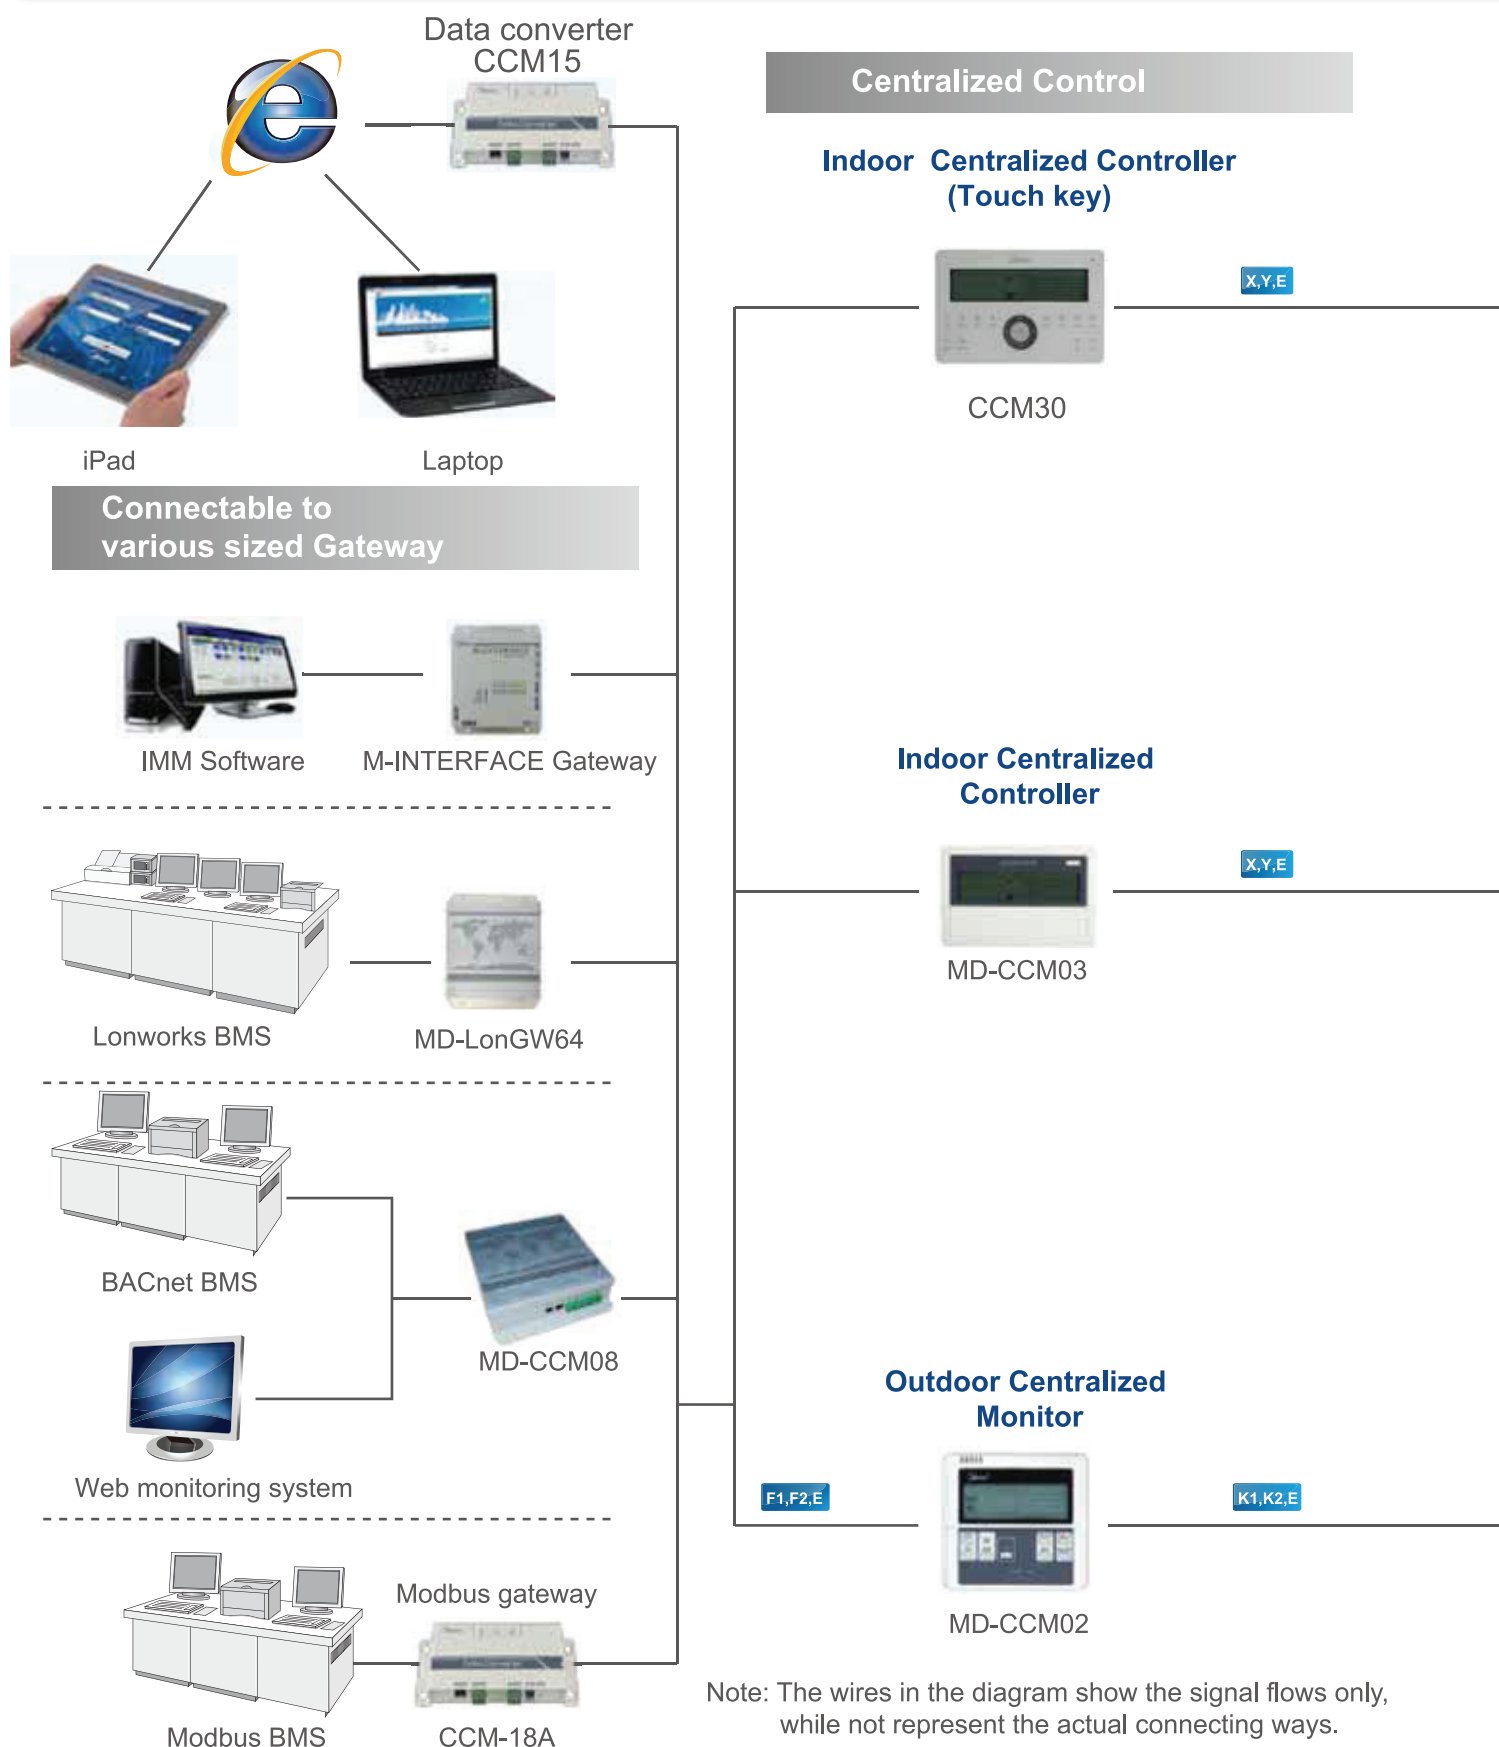 Data converter
CCM15
iPad
Laptop
Connectable to
various sized Gateway
IMM Software
M-INTERFACE Gateway
Lonworks BMS
MD-LonGW64
BACnet BMS
MD-CCM08
Web monitoring system
Modbus gateway
Modbus BMS
CCM-18A
Centralized Control
Indoor Centralized Controller
(Touch key)
X,Y,E
CCM30
Indoor Centralized
Controller
X,Y,E
MD-CCM03
Outdoor Centralized
Monitor
F1,F2,E
K1,K2,E
MD-CCM02
Note: The wires in the diagram show the signal flows only,
while not represent the actual connecting ways.